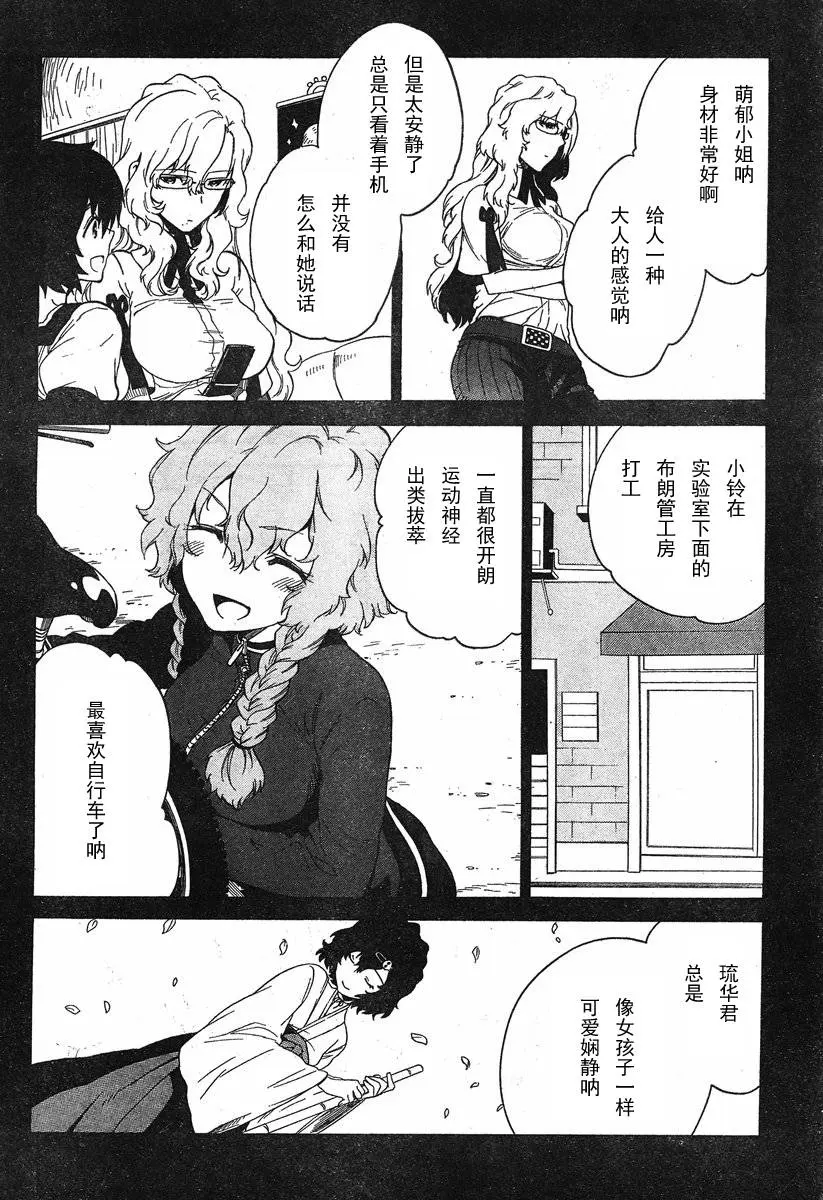 萌郁小姐呐
身材非常好啊
给人一种
大人的感觉呐
但是太安静了
总是只看着手机
并没有
怎么和她说话
小铃在
实验室下面的
布朗管工房
打工
一直都很开朗
运动神经
出类拔萃
最喜欢自行车了呐
琉华君
总是
像女孩子一样
可爱娴静呐